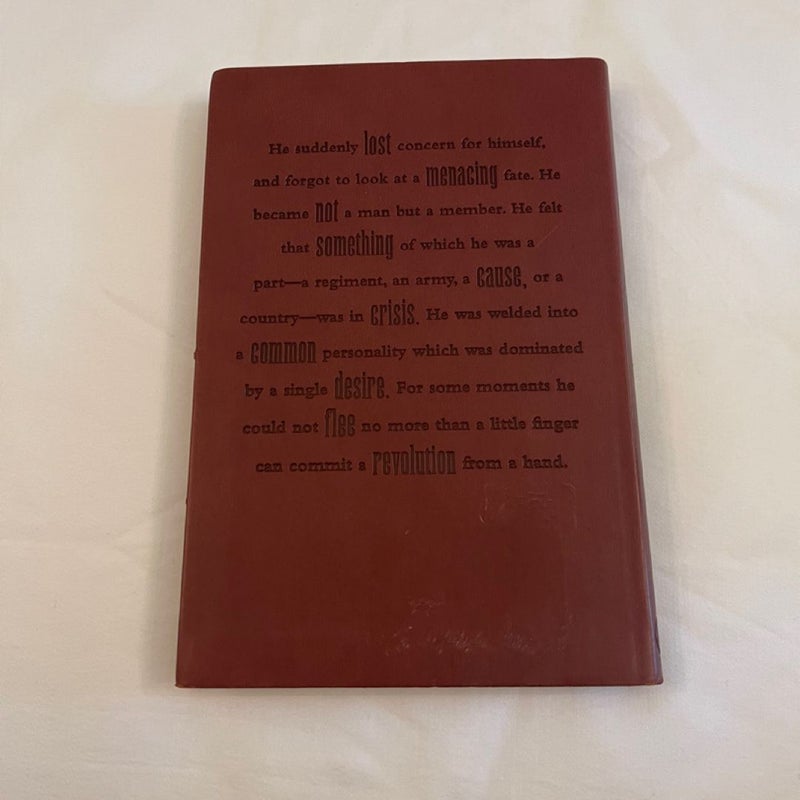 He suddenly lost concern for himself,
and forgot to look at a menacing fate. He
became not a man but a member. He felt
that something of which he was a
part—a regiment, an army, a cause, or a
country—was in crisis. He was welded into
a common personality which was dominated
by a single desire. For some moments he
could not flee no more than a little finger
can commit a revolution from a hand.